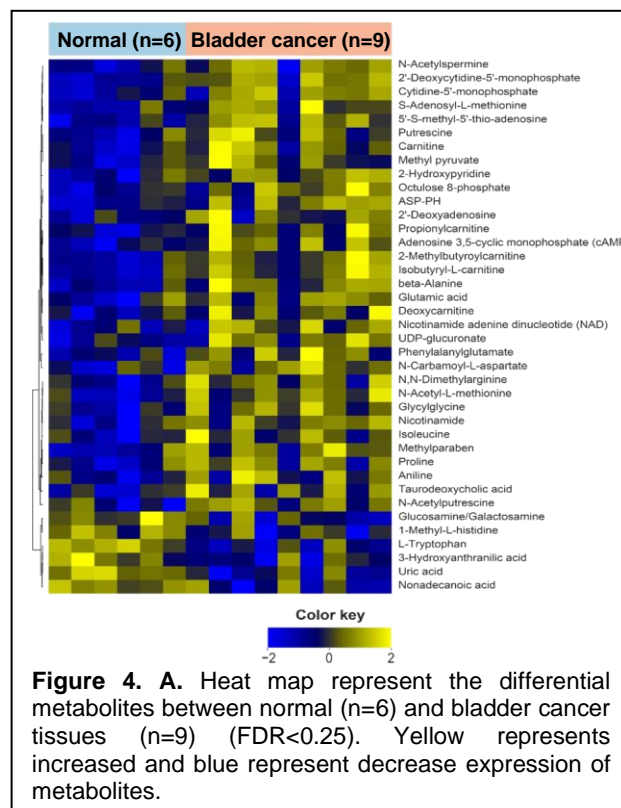 Normal (n=6) Bladder cancer (n=9)
N-Acetylspermine
2'-Deoxycytidine-5'-monophosphate
Cytidine-5'-monophosphate
S-Adenosyl-L-methionine
5'-S-methyl-5'-thio-adenosine
Putrescine
Carnitine
Methyl pyruvate
2-Hydroxypyridine
Octulose 8-phosphate
ASP-PH
2'-Deoxyadenosine
Propionylcarnitine
Adenosine 3,5-cyclic monophosphate (cAMP
2-Methylbutyroylcarnitine
Isobutyryl-L-carnitine
beta-Alanine
Glutamic acid
Deoxycarnitine
Nicotinamide adenine dinucleotide (NAD)
UDP-glucuronate
Phenylalanylglutamate
N-Carbamoyl-L-aspartate
N,N-Dimethylarginine
N-Acetyl-L-methionine
Glycylglycine
Nicotinamide
Isoleucine
Methylparaben
Proline
Aniline
Taurodeoxycholic acid
N-Acetylputrescine
Glucosamine/Galactosamine
1-Methyl-L-histidine
L-Tryptophan
3-Hydroxyanthranilic acid
Uric acid
Nonadecanoic acid
Color key
−2 0 2
Figure 4. A. Heat map represent the differential
metabolites between normal (n=6) and bladder cancer
tissues (n=9) (FDR<0.25). Yellow represents
increased and blue represent decrease expression of
metabolites.